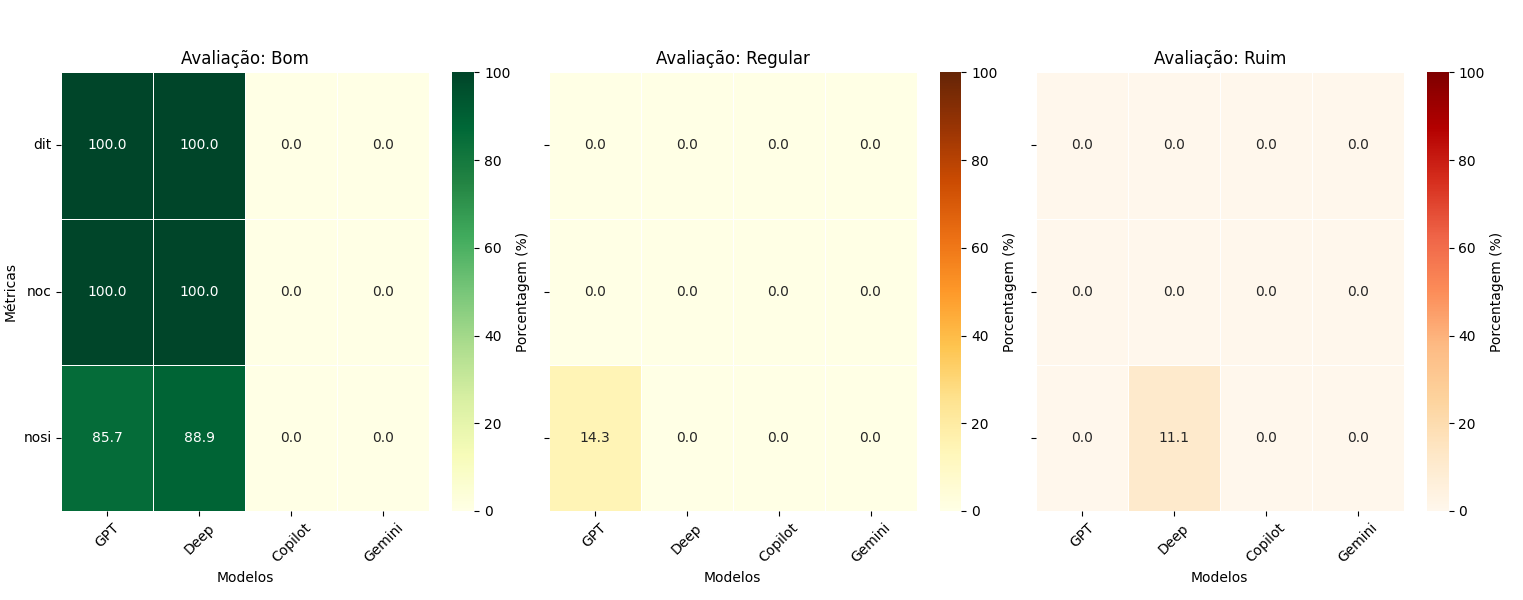 Avaliação: Bom
Avaliação: Regular
Avaliação: Ruim
Métricas
dit
noc
nosi
100.0 100.0 0.0 0.0
100.0 100.0 0.0 0.0
85.7 88.9 0.0 0.0
GPT Deep Copilot Gemini
Modelos
100
80
60
40
20
0
Porcentagem (%)
0.0 0.0 0.0 0.0
0.0 0.0 0.0 0.0
14.3 0.0 0.0 0.0
GPT Deep Copilot Gemini
Modelos
100
80
60
40
20
0
Porcentagem (%)
0.0 0.0 0.0 0.0
0.0 0.0 0.0 0.0
0.0 11.1 0.0 0.0
GPT Deep Copilot Gemini
Modelos
100
80
60
40
20
0
Porcentagem (%)